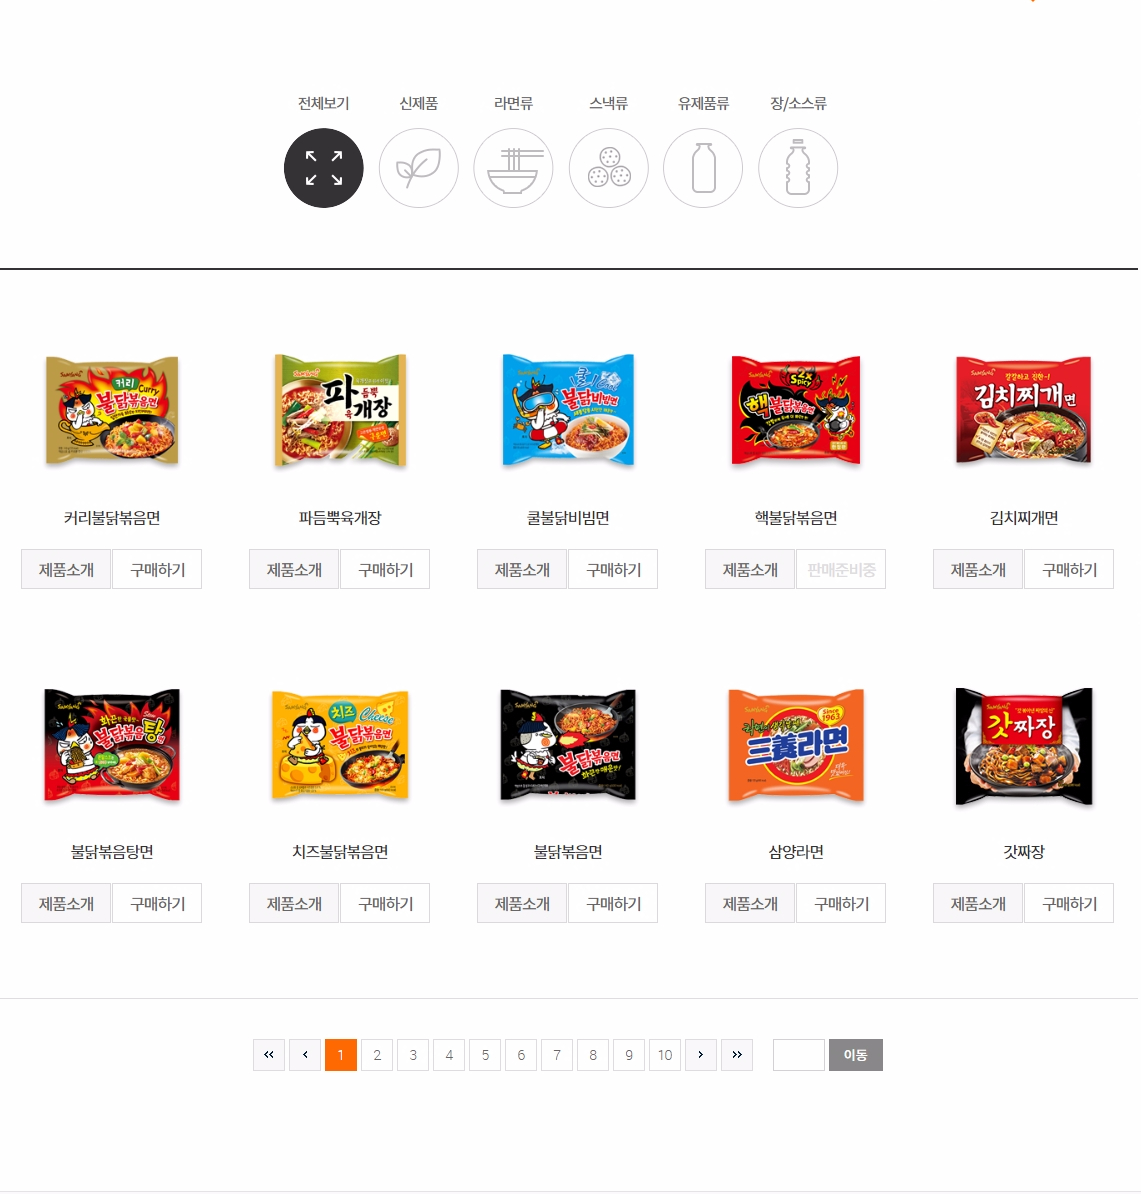 전체보기 신제품 라면류 스낵류 유제품류 장/소스류
커리 Curry
불닭볶음면
파듬뿍
육개장
쿨! Cool
불닭비빔면
2x Spicy
핵불닭볶음면
김치찌개면
커리불닭볶음면 파듬뿍육개장 쿨불닭비빔면 핵불닭볶음면 김치찌개면
제품소개 구매하기 제품소개 구매하기 제품소개 구매하기 제품소개 판매준비중 제품소개 구매하기
불닭볶음탕면
치즈 Cheese
불닭볶음면
불닭볶음면
화끈한 매운맛!
Since 1963
三養라면
갓짜장
불닭볶음탕면 치즈불닭볶음면 불닭볶음면 삼양라면 갓짜장
제품소개 구매하기 제품소개 구매하기 제품소개 구매하기 제품소개 구매하기 제품소개 구매하기
« ‹ 1 2 3 4 5 6 7 8 9 10 › » 이동